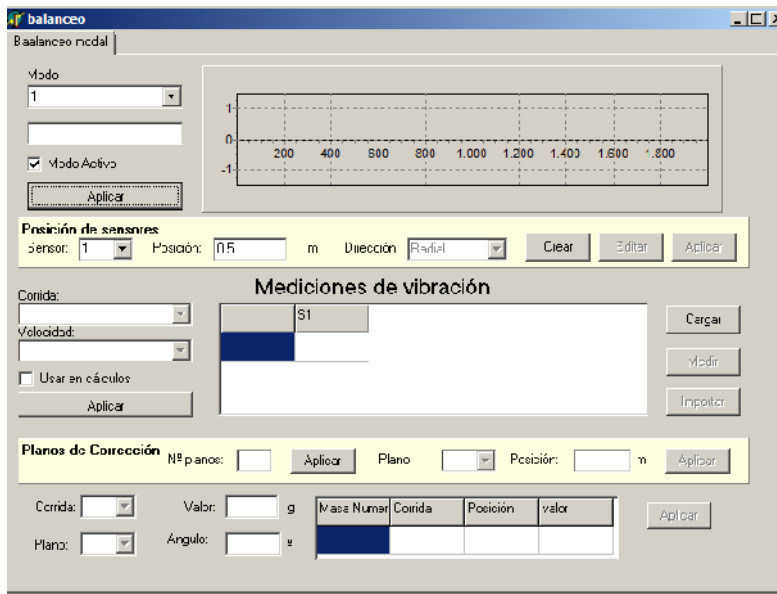 balanceo
Baalanceo modal
Modo
1
Modo Activo
Aplicar
1
0
-1
200 400 600 800 1.000 1.200 1.400 1.600 1.800
Posición de sensores
Sensor: 1 Posición: 0.5 m Dirección Radial Crear Editar Aplicar
Mediciones de vibración
Corrida:
Velocidad:
Usar en cálculos
Aplicar
S1
Cargar
Medir
Importar
Planos de Corrección Nº planos: Aplicar Plano Posición: m Aplicar
Corrida: Valor: g
Plano: Angulo: º
Masa Numer Corrida Posición valor
Aplicar